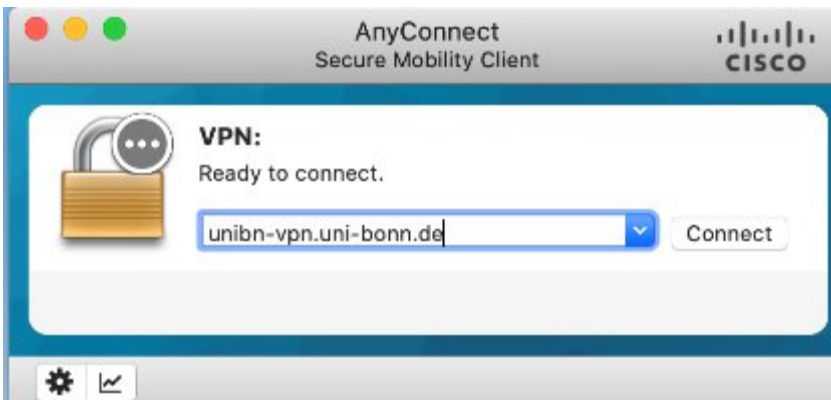 AnyConnect
Secure Mobility Client
CISCO
VPN:
Ready to connect.
unibn-vpn.uni-bonn.de
Connect